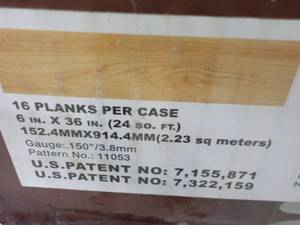 16 PLANKS PER CASE
6 IN. X 36 IN. (24 SQ. FT.)
152.4MMX914.4MM(2.23 sq meters)
Gauge:.150"/3.8mm
Pattern No.: 11053
U.S.PATENT NO: 7,155,871
U.S.PATENT NO: 7,322,159